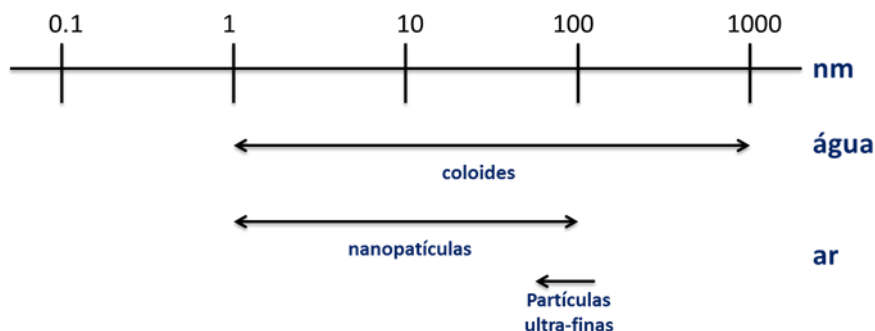 0.1 1 10 100 1000
nm
água
coloides
nanopatículas
ar
Partículas
ultra-finas